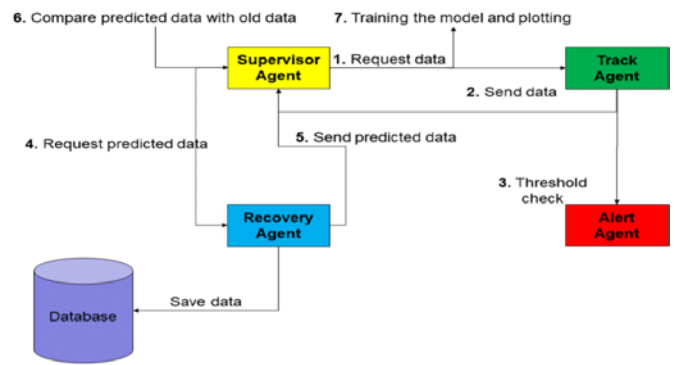 6. Compare predicted data with old data
7. Training the model and plotting
Supervisor
Agent
1. Request data
Track
Agent
2. Send data
4. Request predicted data
5. Send predicted data
3. Threshold
check
Recovery
Agent
Alert
Agent
Save data
Database